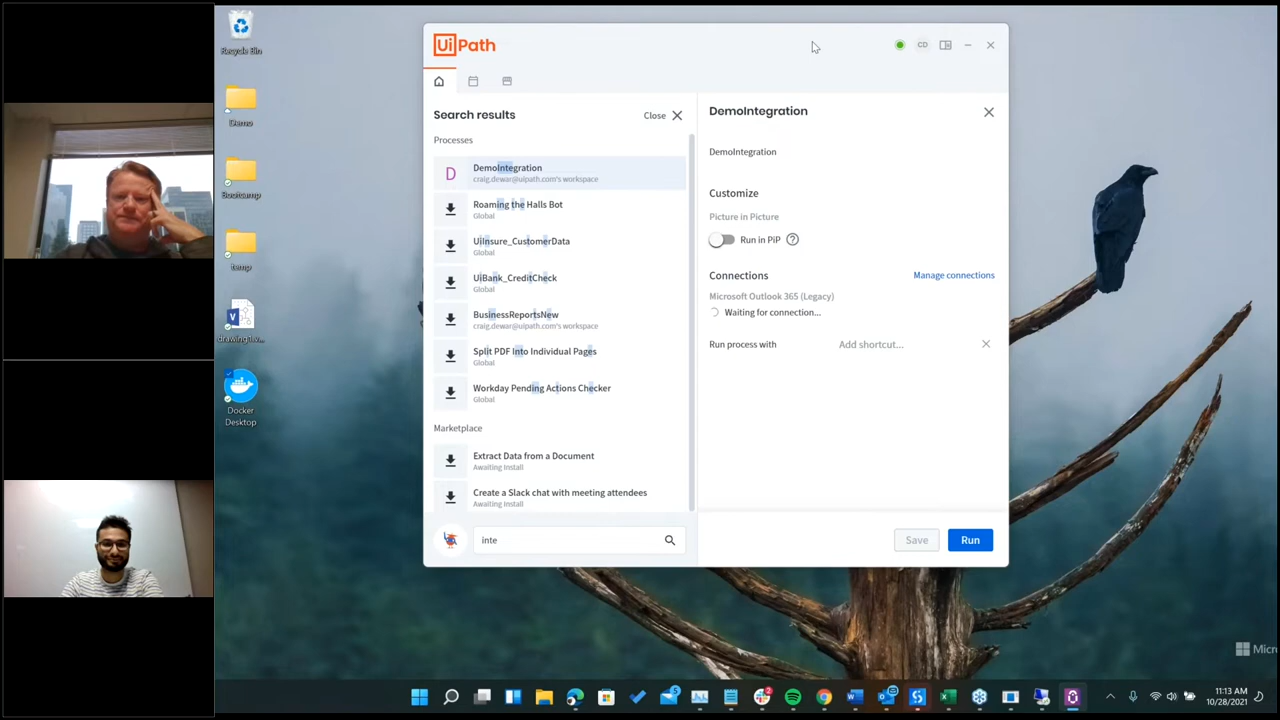 Recycle Bin
Demo
Bootcamp
temp
drawing1.v...
Docker
Desktop
UiPath
CD
Search results
Close
Processes
DemoIntegration
craig.dewar@uipath.com's workspace
Roaming the Halls Bot
Global
UiInsure_CustomerData
Global
UiBank_CreditCheck
Global
BusinessReportsNew
craig.dewar@uipath.com's workspace
Split PDF Into Individual Pages
Global
Workday Pending Actions Checker
Global
Marketplace
Extract Data from a Document
Awaiting Install
Create a Slack chat with meeting attendees
Awaiting Install
inte
DemoIntegration
DemoIntegration
Customize
Picture in Picture
Run in PiP
Connections
Manage connections
Microsoft Outlook 365 (Legacy)
Waiting for connection...
Run process with
Add shortcut...
Save
Run
Micr
11:13 AM
10/28/2021